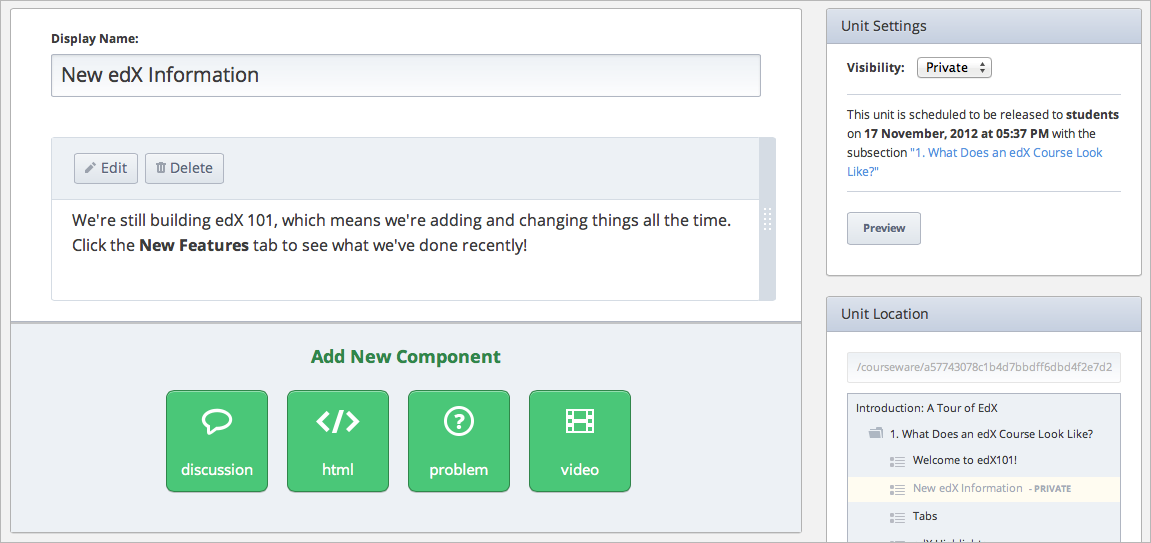 Display Name:
New edX Information
Edit
Delete
We're still building edX 101, which means we're adding and changing things all the time.
Click the New Features tab to see what we've done recently!
Add New Component
discussion
html
problem
video
Unit Settings
Visibility: Private
This unit is scheduled to be released to students
on 17 November, 2012 at 05:37 PM with the
subsection "1. What Does an edX Course Look
Like?"
Preview
Unit Location
/courseware/a57743078c1b4d7bbdff6dbd4f2e7d2
Introduction: A Tour of EdX
1. What Does an edX Course Look Like?
Welcome to edX101!
New edX Information - PRIVATE
Tabs